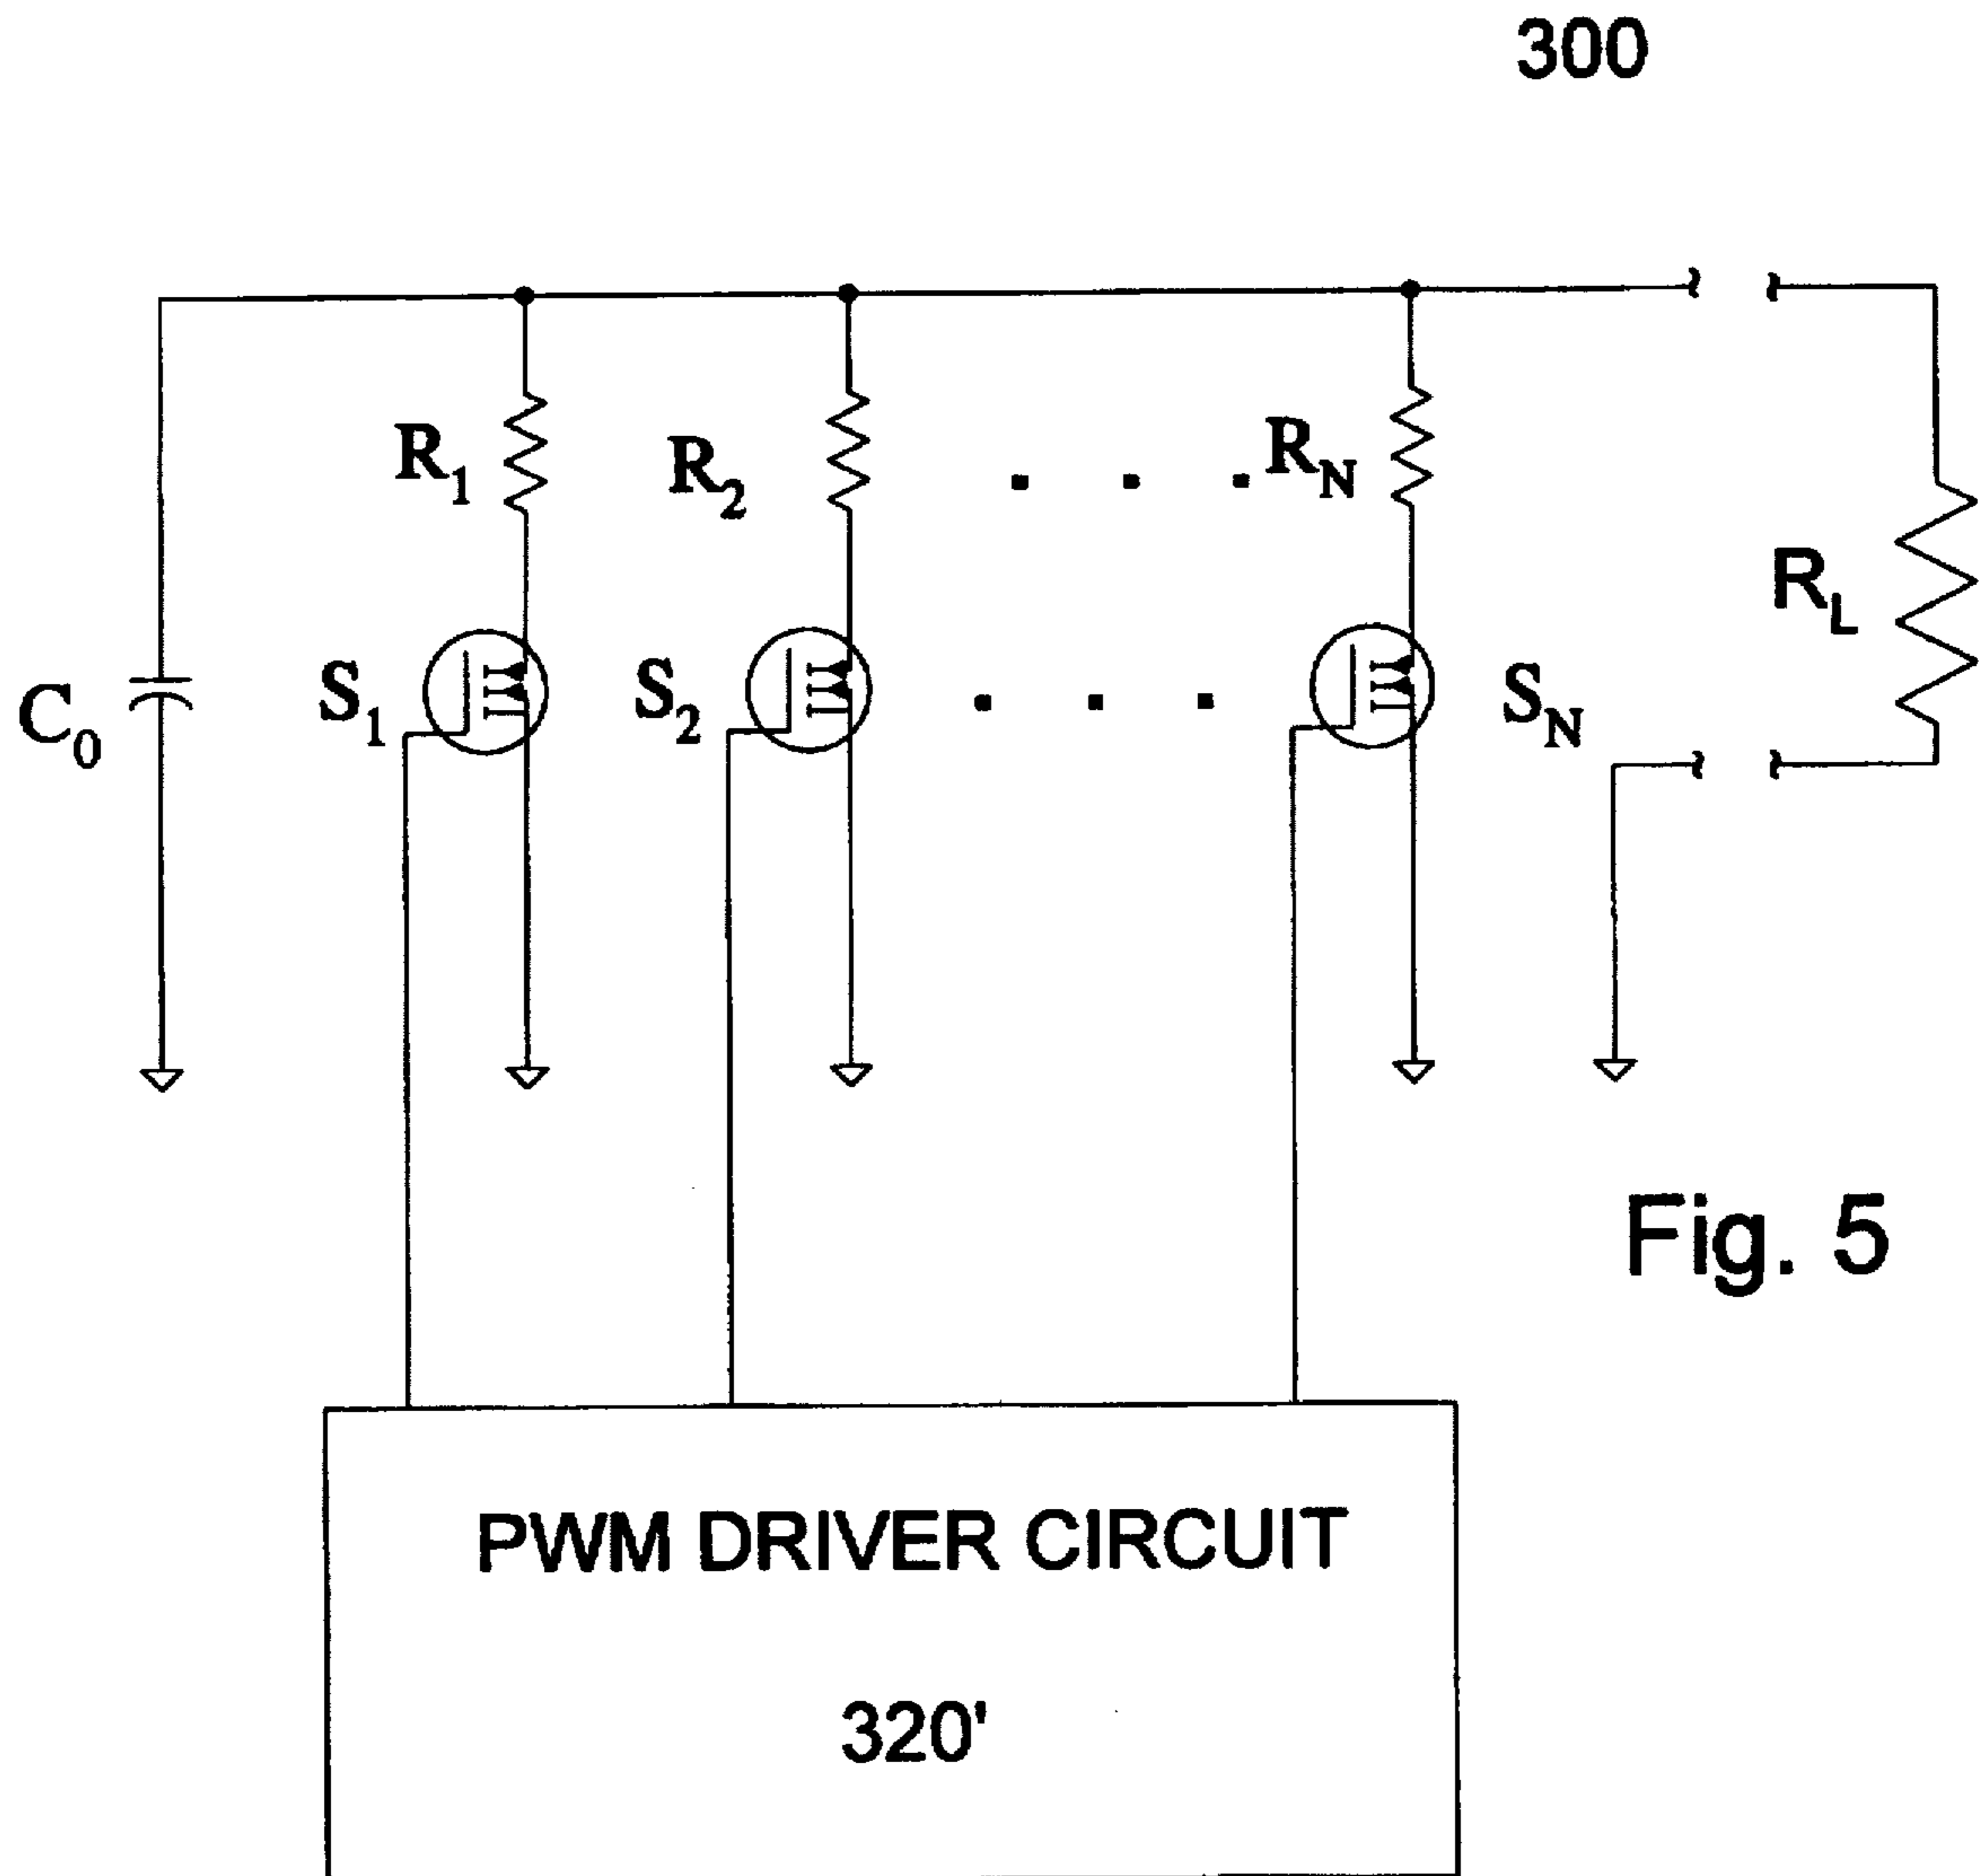 300
R1
R2
. . .
RN
RL
S1
S2
. . .
SN
C0
Fig. 5
PWM DRIVER CIRCUIT
320'